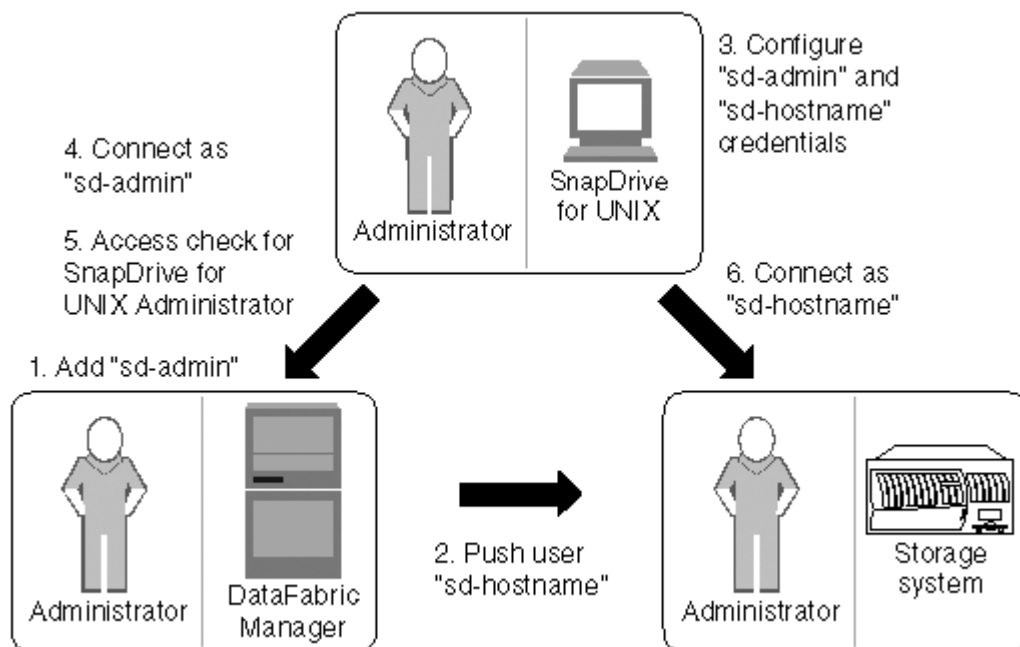 3. Configure
"sd-admin" and
"sd-hostname"
credentials
4. Connect as
"sd-admin"
SnapDrive
for UNIX
Administrator
5. Access check for
SnapDrive for
UNIX Administrator
6. Connect as
"sd-hostname"
1. Add "sd-admin"
2. Push user
"sd-hostname"
Administrator
DataFabric
Manager
Administrator
Storage
system